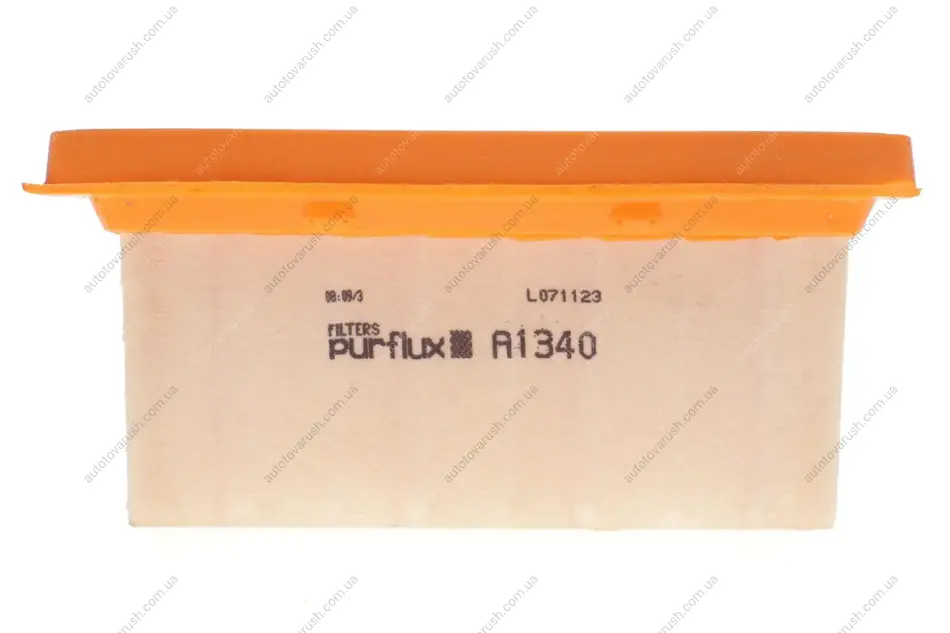 08:09/3 L071123
FILTERS
purflux A1340
autotovarush.com.ua